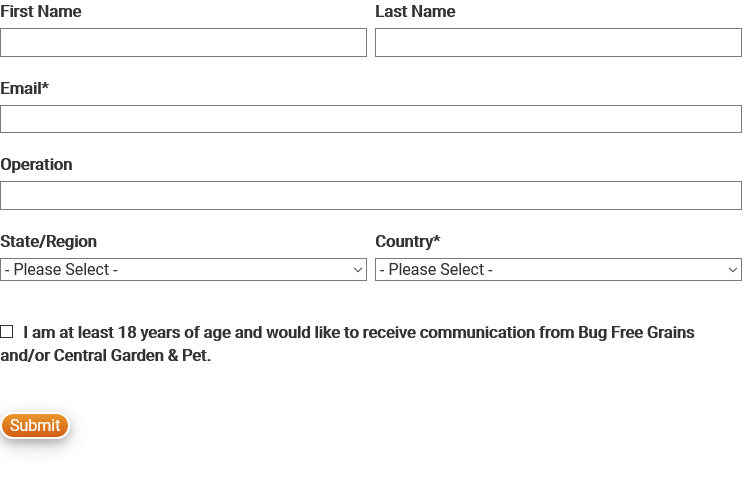 First Name Last Name
Email*
Operation
State/Region Country*
- Please Select - - Please Select -
I am at least 18 years of age and would like to receive communication from Bug Free Grains
and/or Central Garden & Pet.
Submit